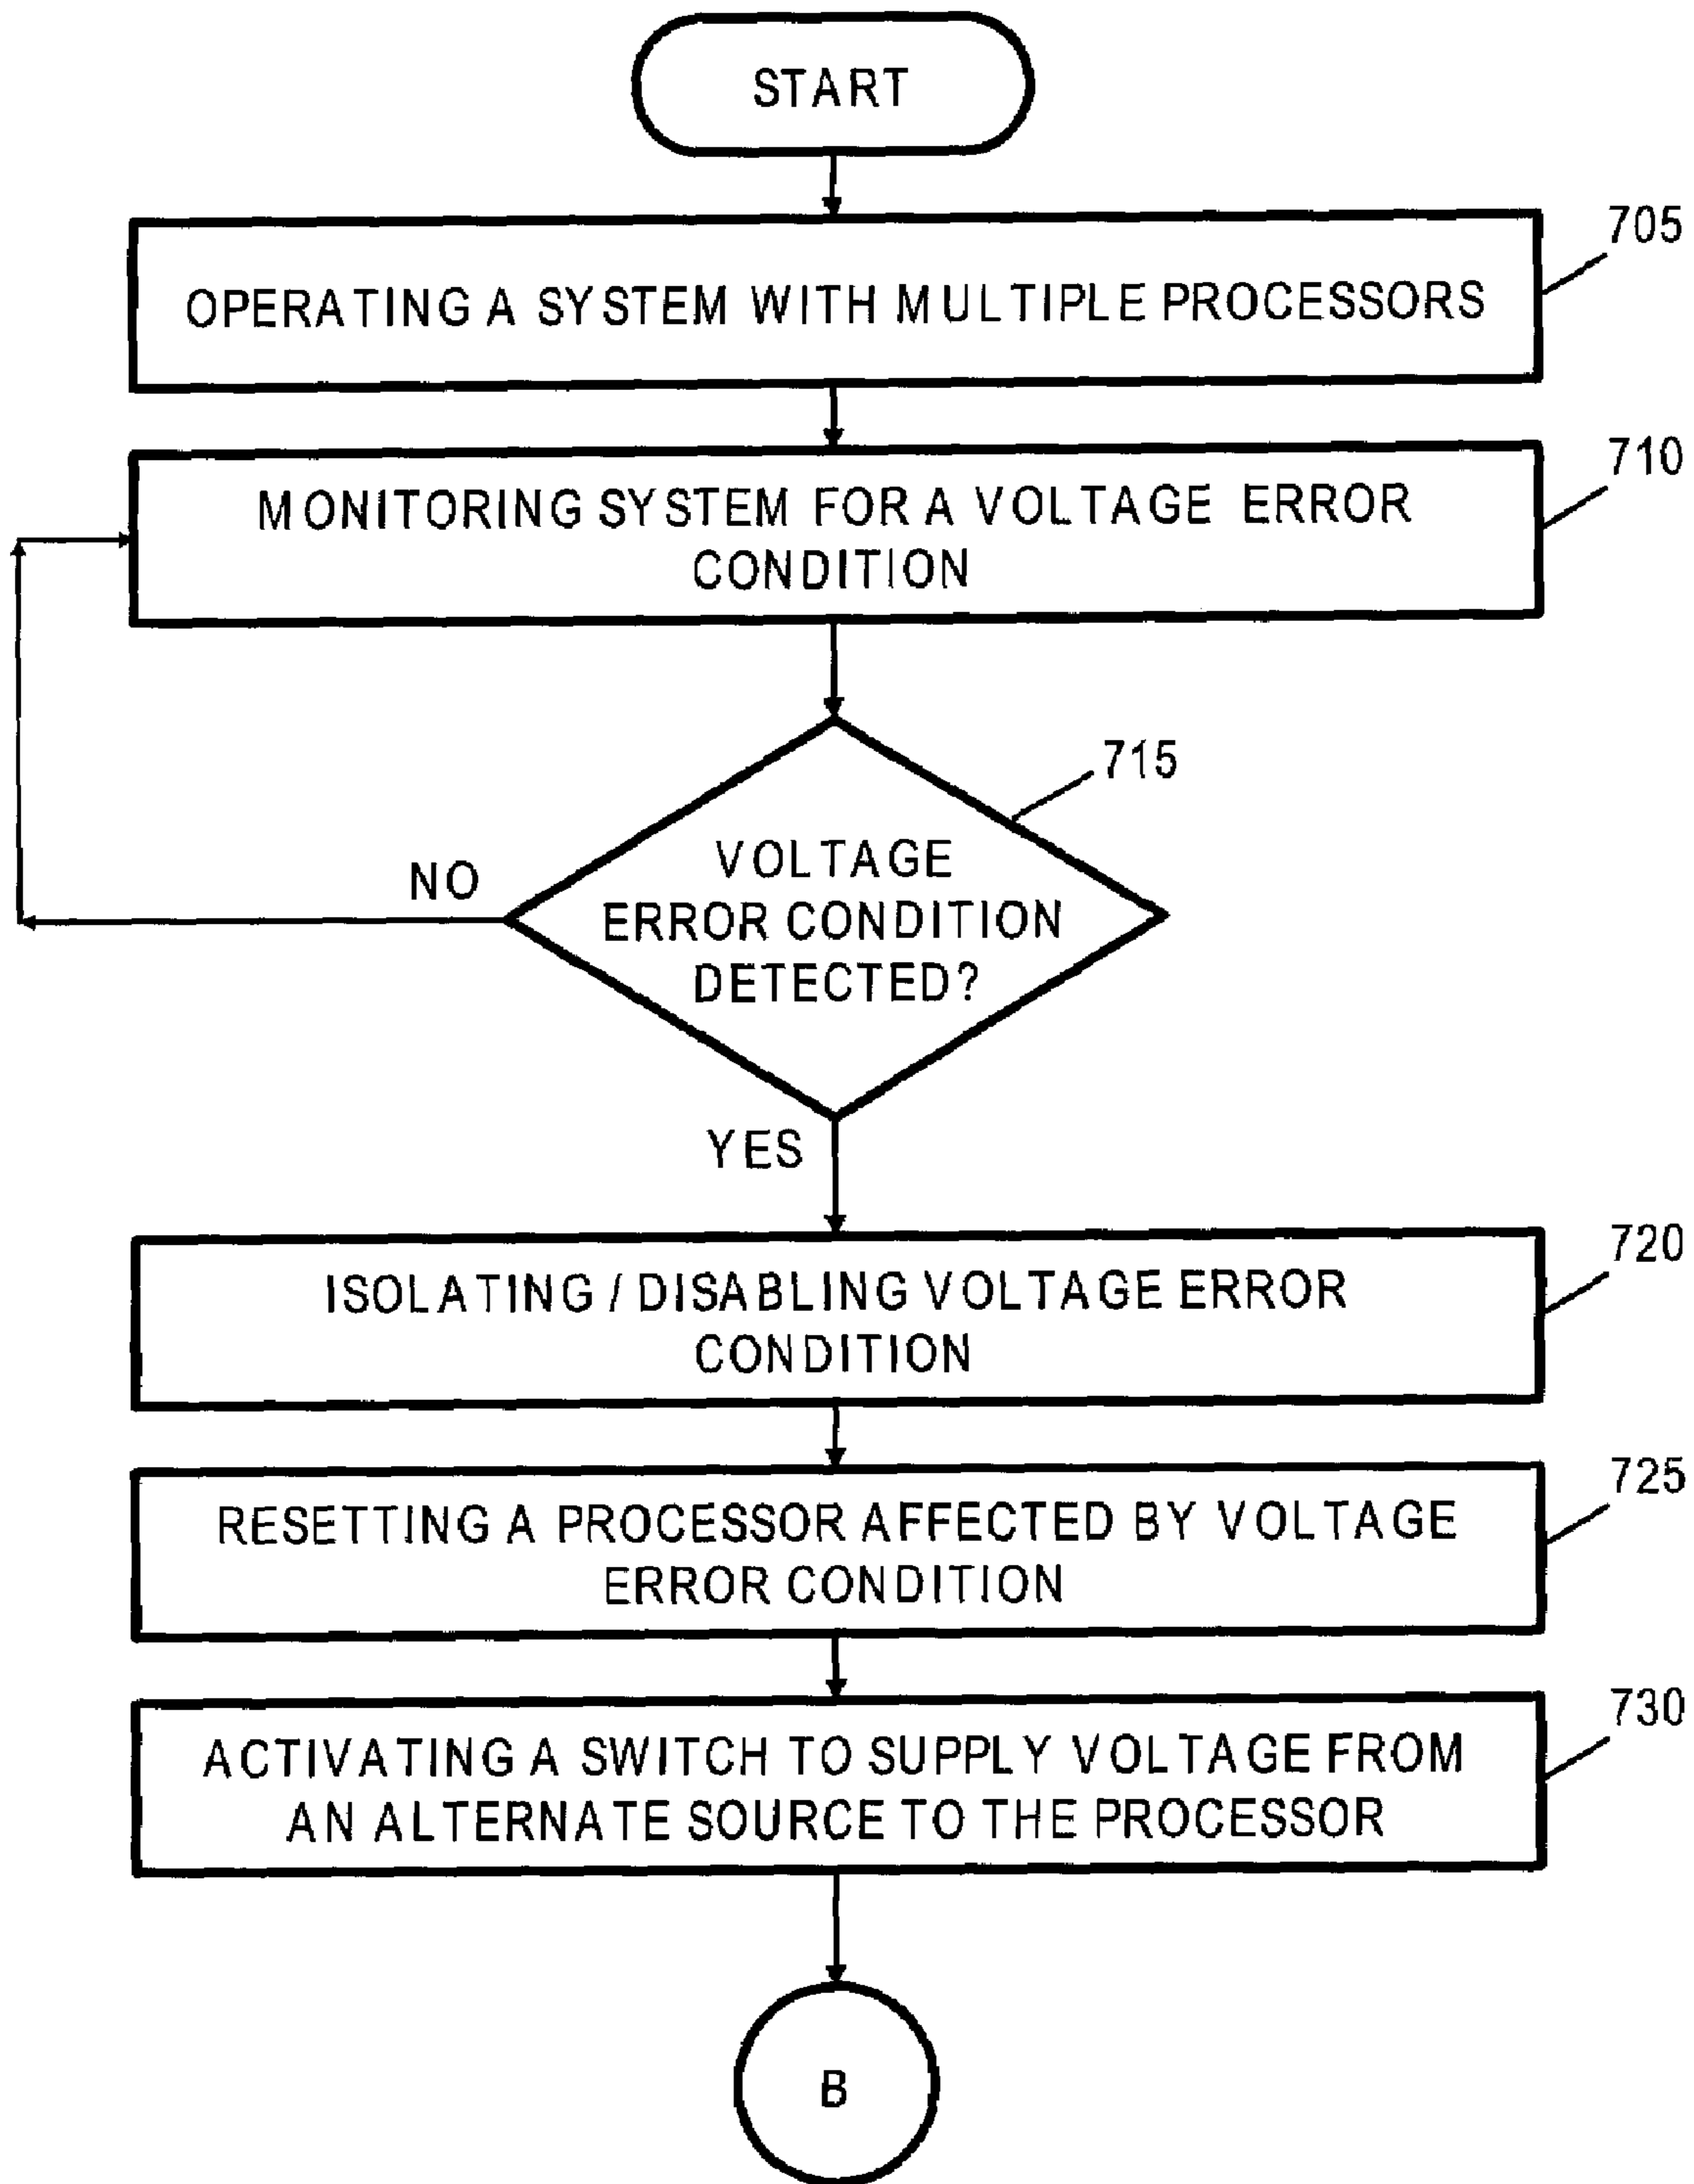 START
705
OPERATING A SYSTEM WITH MULTIPLE PROCESSORS
710
MONITORING SYSTEM FOR A VOLTAGE ERROR
CONDITION
715
VOLTAGE
ERROR CONDITION
DETECTED?
NO
YES
720
ISOLATING / DISABLING VOLTAGE ERROR
CONDITION
725
RESETTING A PROCESSOR AFFECTED BY VOLTAGE
ERROR CONDITION
730
ACTIVATING A SWITCH TO SUPPLY VOLTAGE FROM
AN ALTERNATE SOURCE TO THE PROCESSOR
B